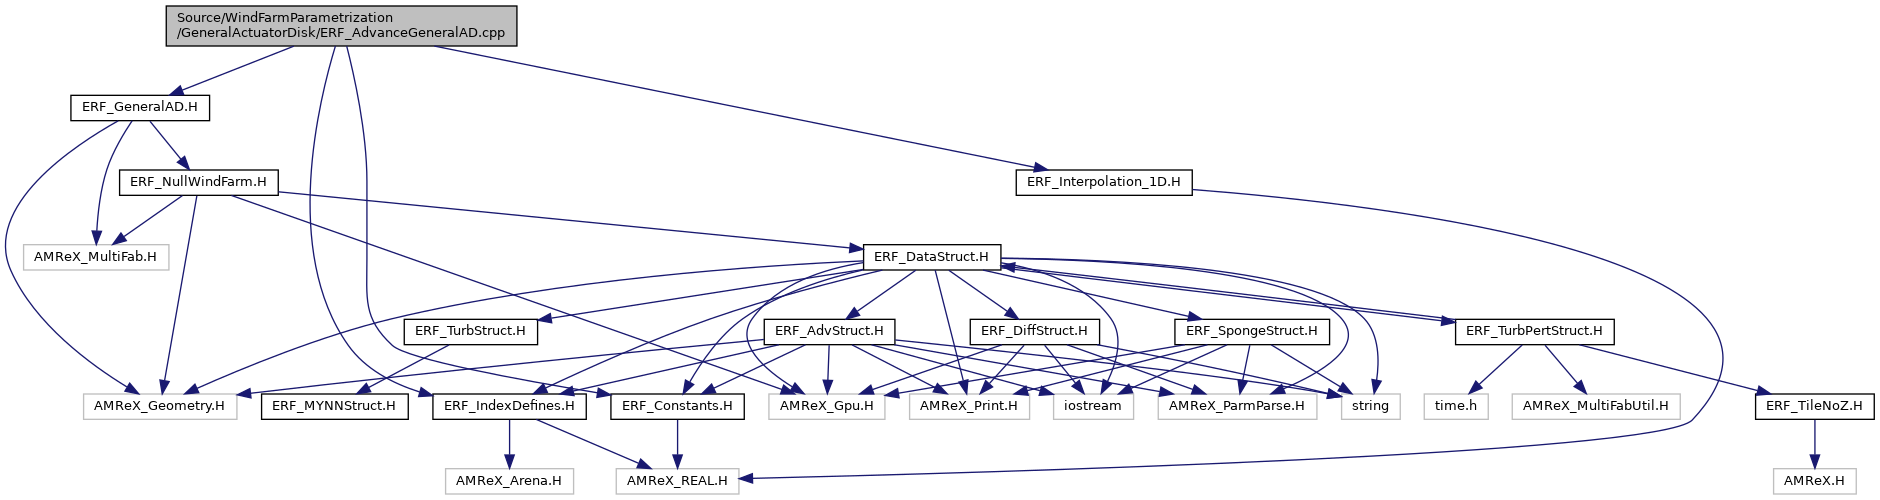 Source/WindFarmParametrization
/GeneralActuatorDisk/ERF_AdvanceGeneralAD.cpp
ERF_GeneralAD.H
ERF_NullWindFarm.H
ERF_Interpolation_1D.H
AMReX_MultiFab.H
ERF_DataStruct.H
ERF_TurbStruct.H
ERF_AdvStruct.H
ERF_DiffStruct.H
ERF_SpongeStruct.H
ERF_TurbPertStruct.H
AMReX_Geometry.H
ERF_MYNNStruct.H
ERF_IndexDefines.H
ERF_Constants.H
AMReX_Gpu.H
AMReX_Print.H
iostream
AMReX_ParmParse.H
string
time.h
AMReX_MultiFabUtil.H
ERF_TileNoZ.H
AMReX_Arena.H
AMReX_REAL.H
AMReX.H